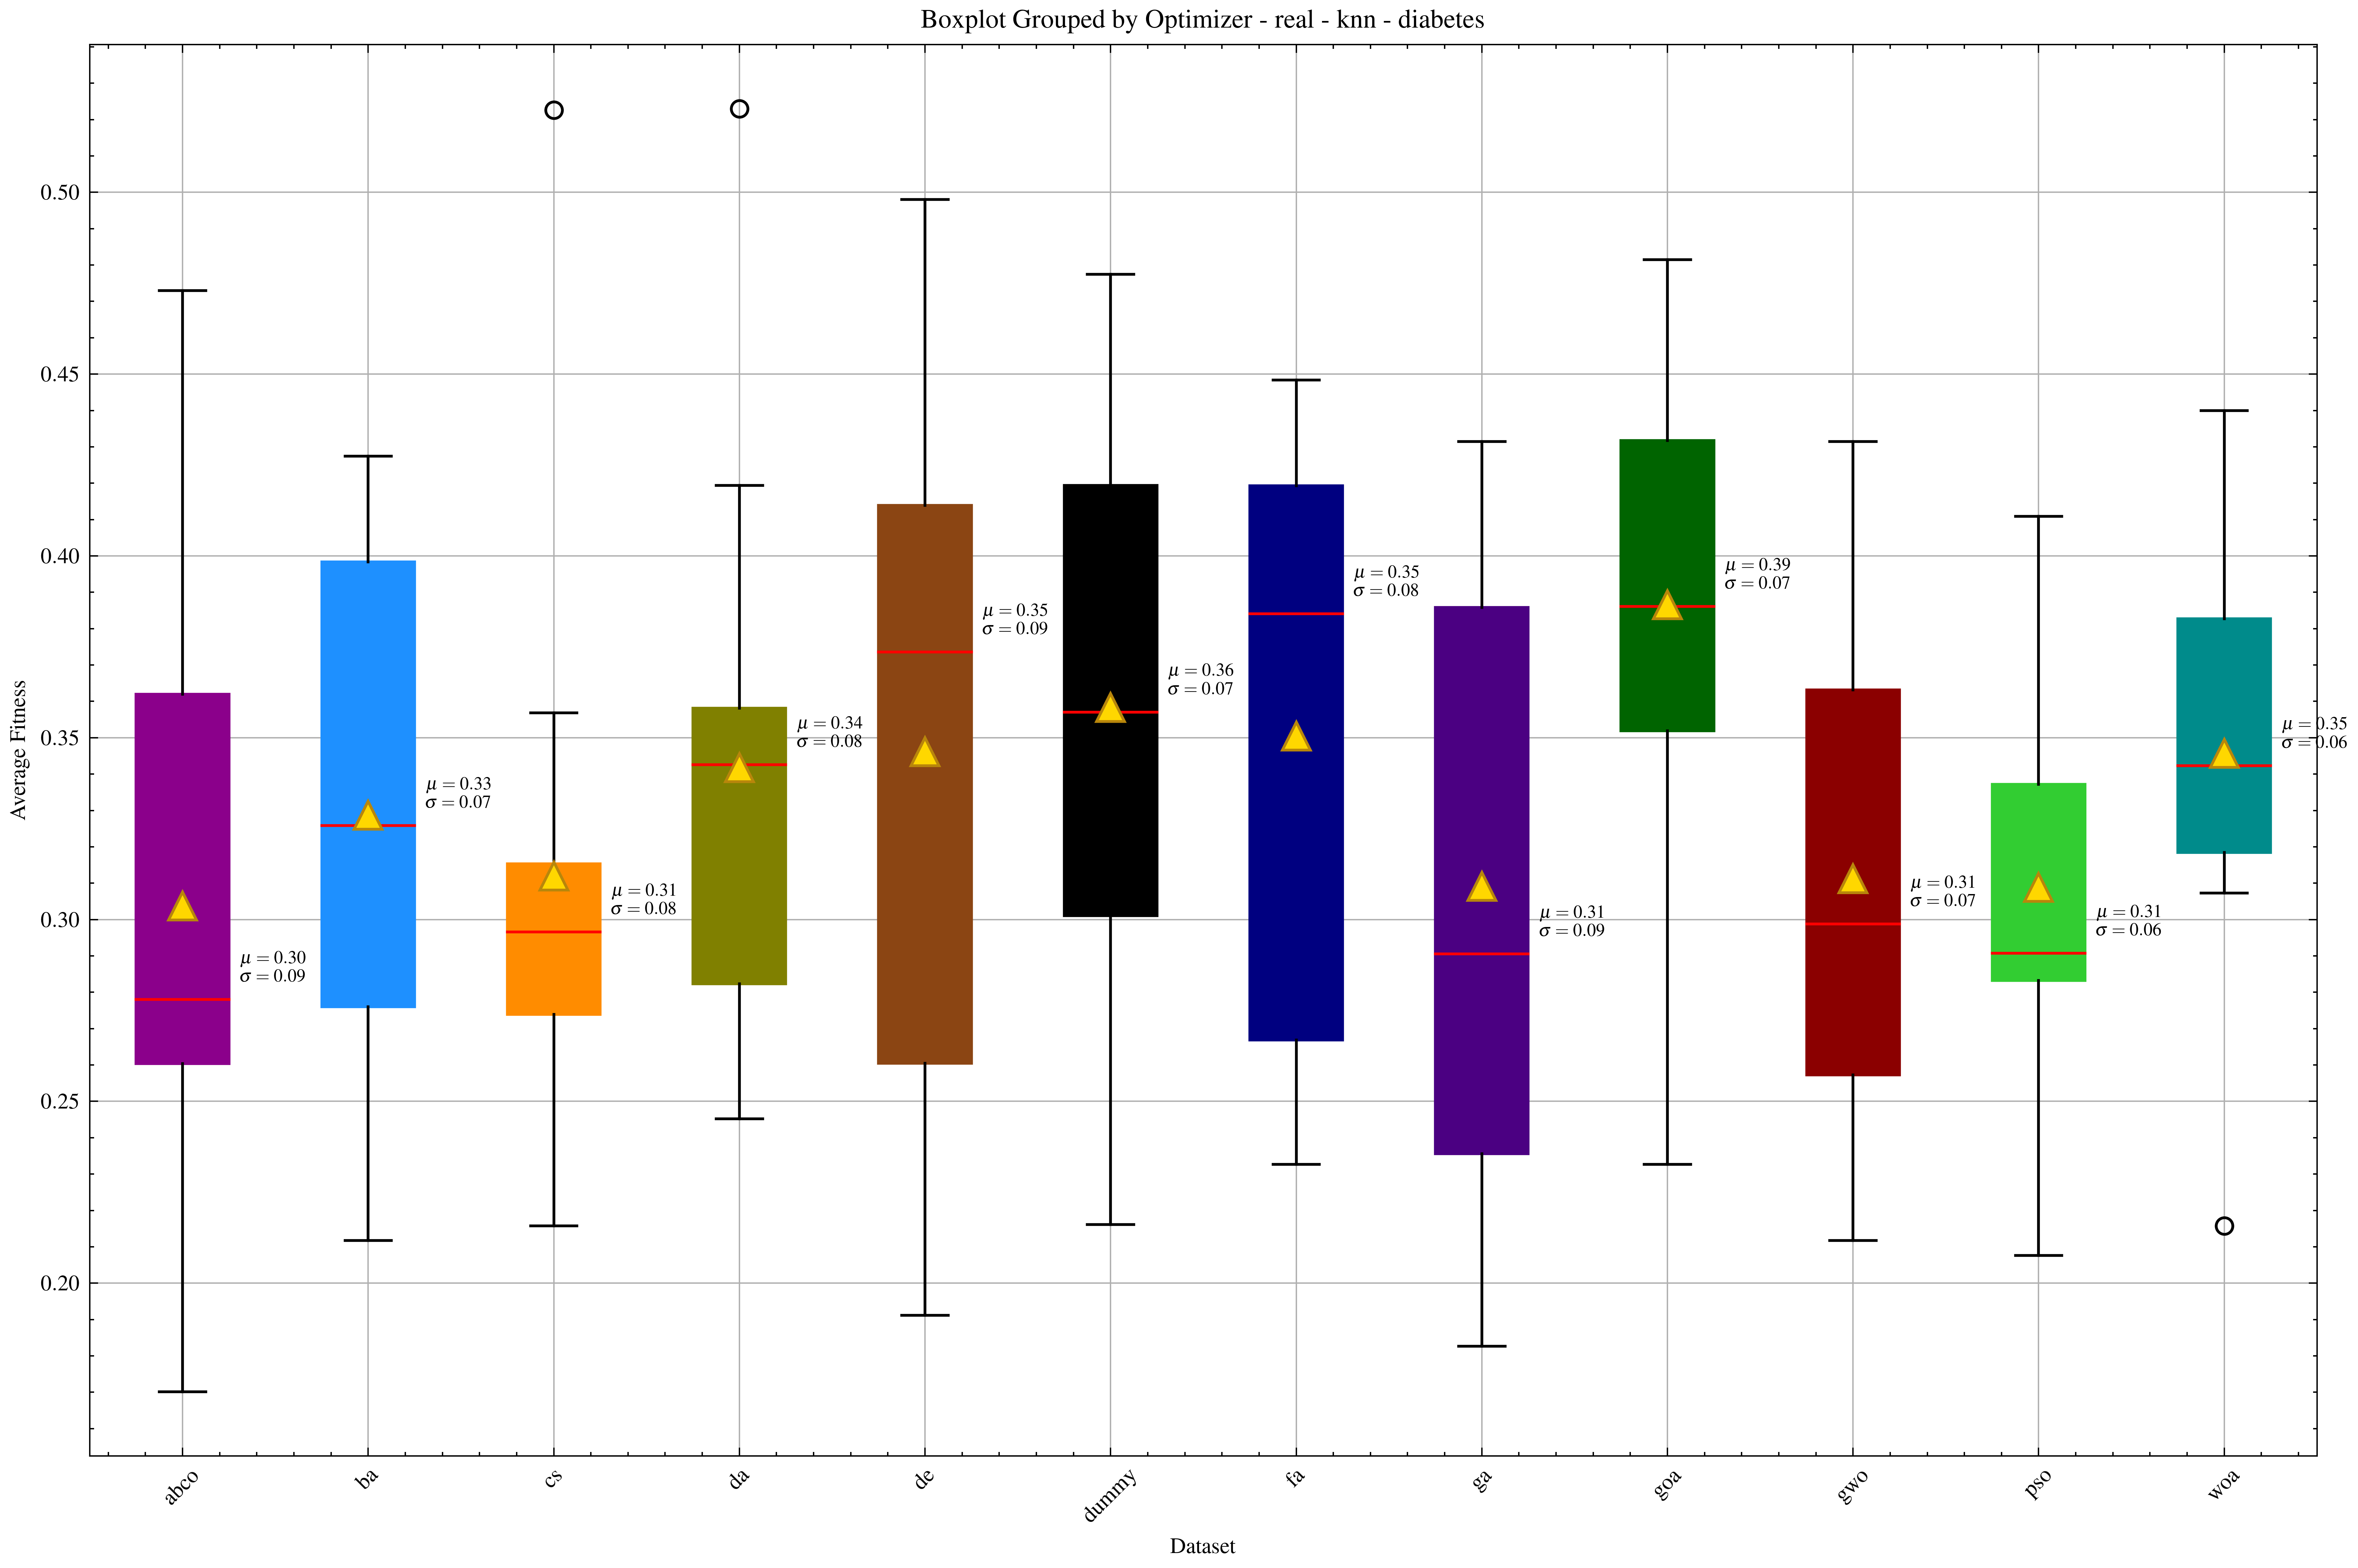 Boxplot Grouped by Optimizer - real - knn - diabetes
Average Fitness
0.50
0.45
0.40
0.35
0.30
0.25
0.20
μ = 0.30
σ = 0.09
μ = 0.33
σ = 0.07
μ = 0.31
σ = 0.08
μ = 0.34
σ = 0.08
μ = 0.35
σ = 0.09
μ = 0.36
σ = 0.07
μ = 0.35
σ = 0.08
μ = 0.31
σ = 0.09
μ = 0.39
σ = 0.07
μ = 0.31
σ = 0.07
μ = 0.31
σ = 0.06
μ = 0.35
σ = 0.06
abco
ba
cs
da
de
dummy
fa
ga
goa
gwo
pso
woa
Dataset